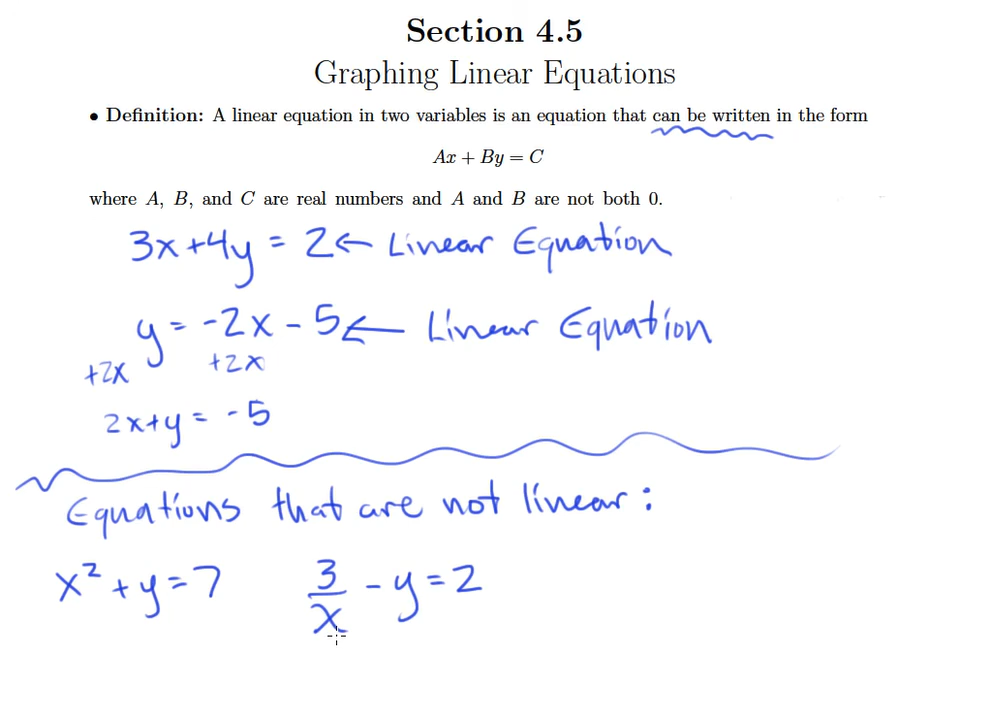 Section 4.5
Graphing Linear Equations
• Definition: A linear equation in two variables is an equation that can be written in the form
Ax + By = C
where A, B, and C are real numbers and A and B are not both 0.
3x+4y = 2 ← Linear Equation
y = -2x - 5 ← Linear Equation
+2x +2x
2x+y = -5
Equations that are not linear:
x² + y = 7 3/x - y = 2